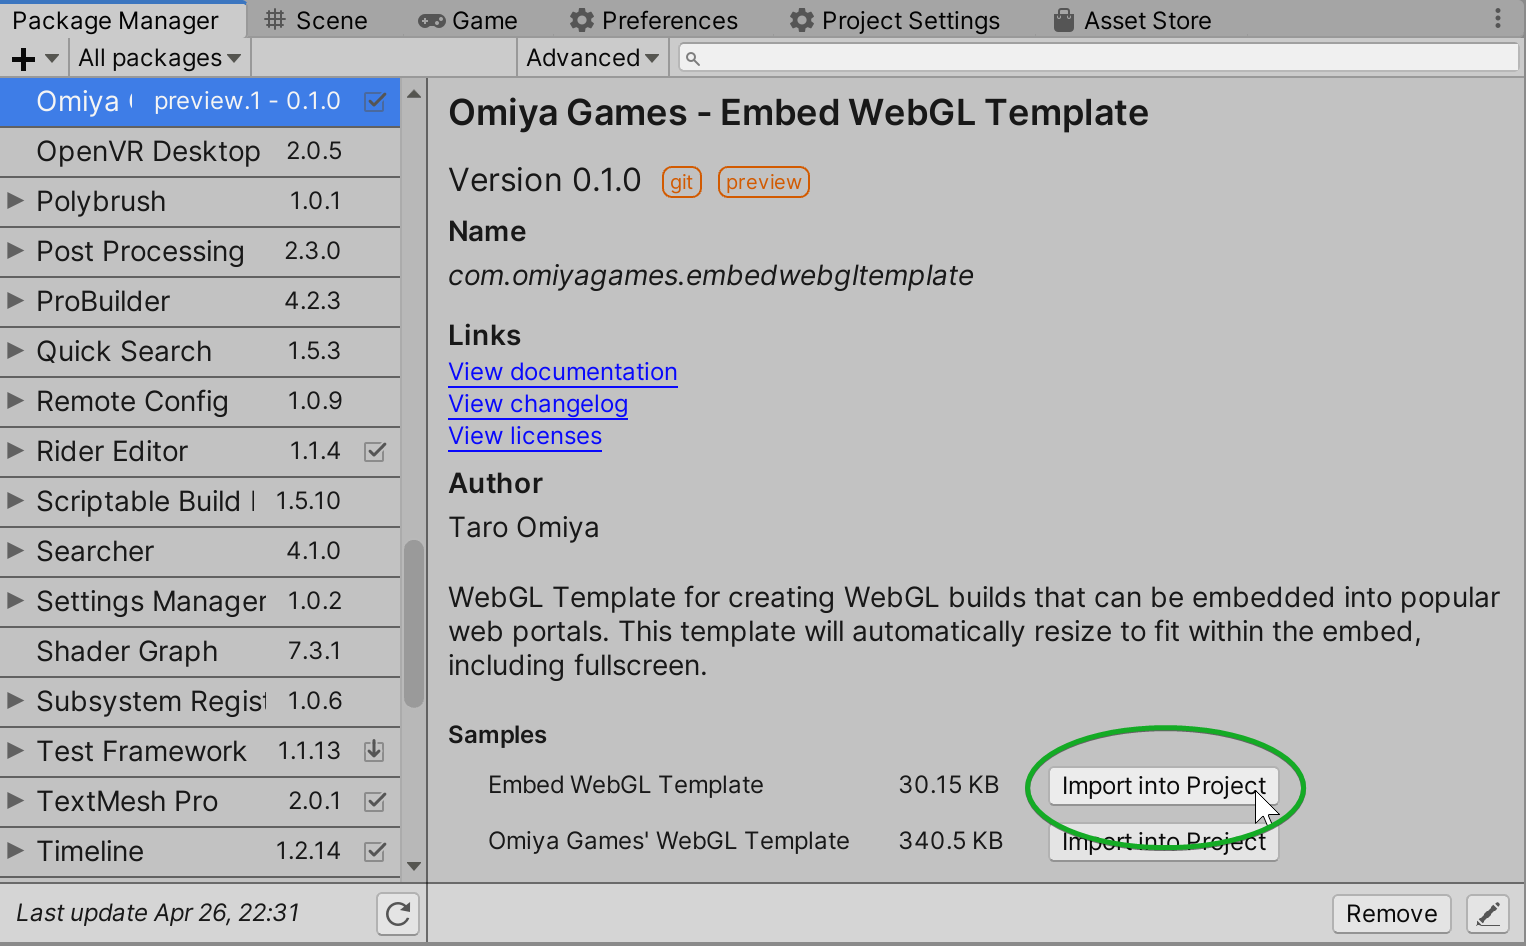 Package Manager
Scene
Game
Preferences
Project Settings
Asset Store
All packages
Advanced
Omiya preview.1 - 0.1.0
OpenVR Desktop 2.0.5
Polybrush 1.0.1
Post Processing 2.3.0
ProBuilder 4.2.3
Quick Search 1.5.3
Remote Config 1.0.9
Rider Editor 1.1.4
Scriptable Build 1.5.10
Searcher 4.1.0
Settings Manager 1.0.2
Shader Graph 7.3.1
Subsystem Regist 1.0.6
Test Framework 1.1.13
TextMesh Pro 2.0.1
Timeline 1.2.14
Last update Apr 26, 22:31
Omiya Games - Embed WebGL Template
Version 0.1.0 git preview
Name
com.omiyagames.embedwebgltemplate
Links
View documentation
View changelog
View licenses
Author
Taro Omiya
WebGL Template for creating WebGL builds that can be embedded into popular
web portals. This template will automatically resize to fit within the embed,
including fullscreen.
Samples
Embed WebGL Template 30.15 KB Import into Project
Omiya Games' WebGL Template 340.5 KB Import into Project
Remove